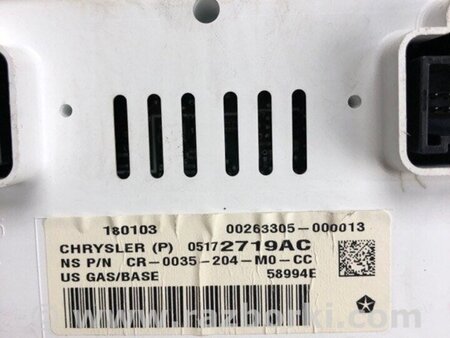 180103 00263305-000013
CHRYSLER (P) 05172719AC
NS P/N CR-0035-204-M0-CC
US GAS/BASE 58994E
www.razborki.com